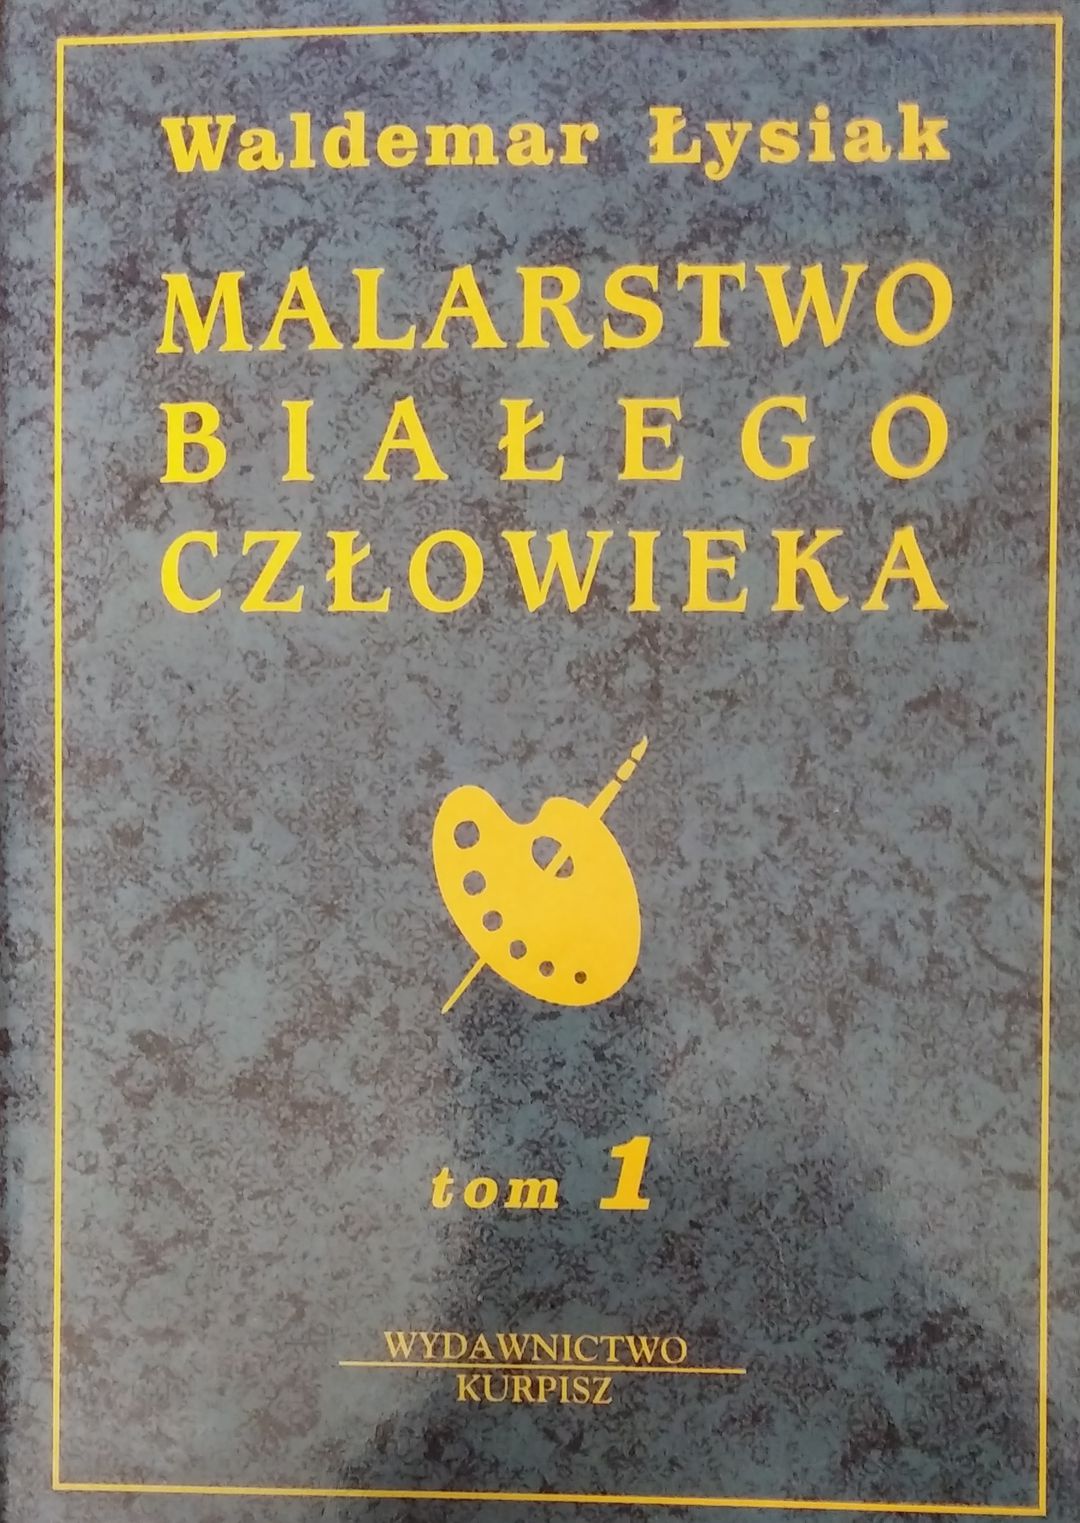 Waldemar Łysiak
MALARSTWO
BIAŁEGO
CZŁOWIEKA
tom 1
WYDAWNICTWO
KURPISZ